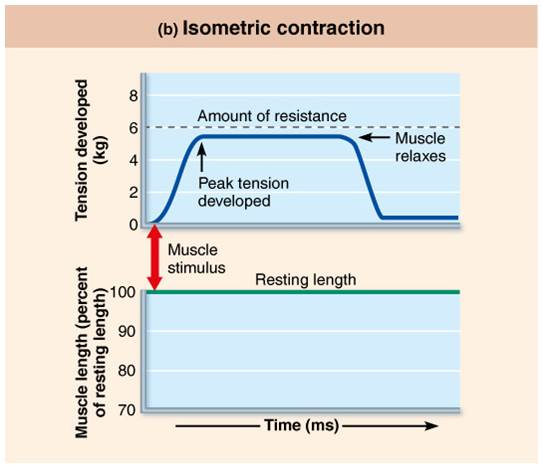 (b) Isometric contraction
Tension developed
(kg)
8
6
4
2
0
Amount of resistance
Muscle
relaxes
Peak tension
developed
Muscle
stimulus
Muscle length (percent
of resting length)
100
90
80
70
Resting length
Time (ms)